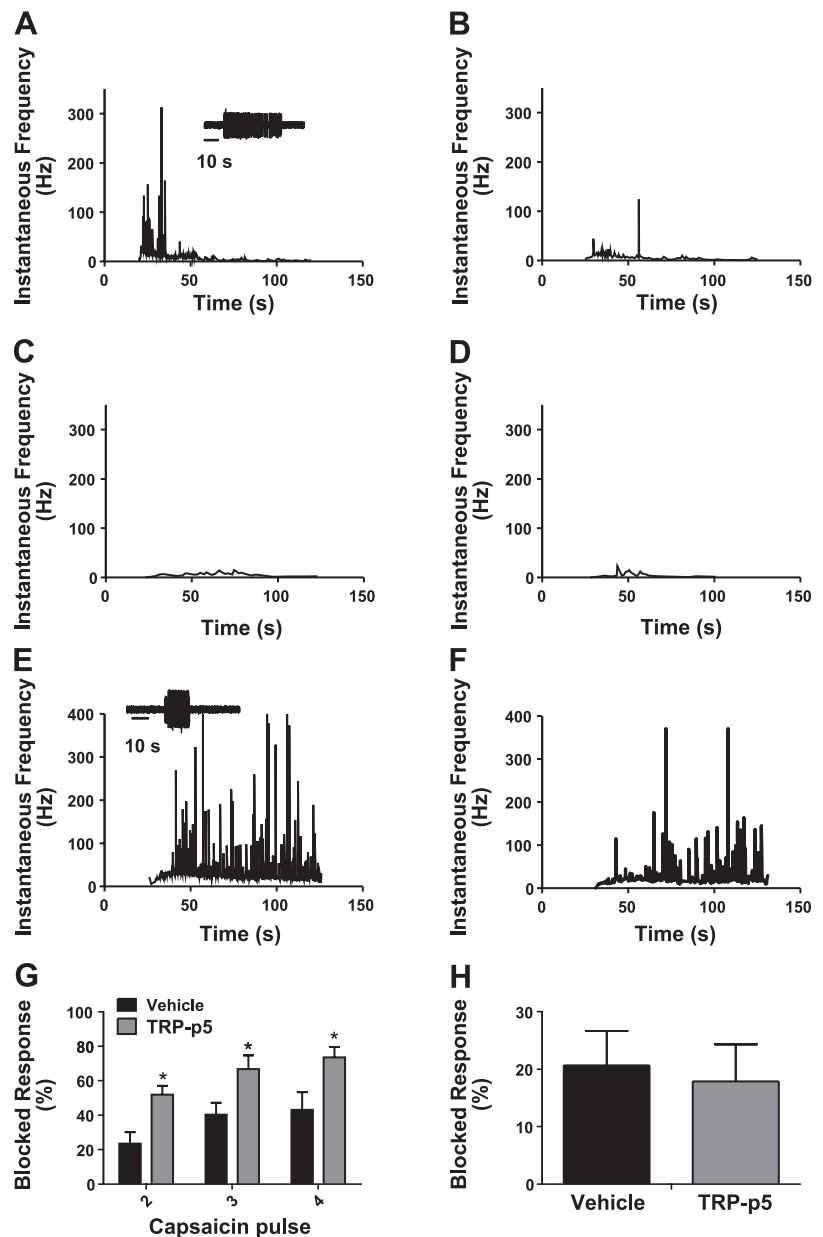 A
Instantaneous Frequency
(Hz)
300
200
100
0
0
50
100
150
10 s
Time (s)
B
Instantaneous Frequency
(Hz)
300
200
100
0
0
50
100
150
Time (s)
C
Instantaneous Frequency
(Hz)
300
200
100
0
0
50
100
150
Time (s)
D
Instantaneous Frequency
(Hz)
300
200
100
0
0
50
100
150
Time (s)
E
Instantaneous Frequency
(Hz)
400
300
200
100
0
0
50
100
150
10 s
Time (s)
F
Instantaneous Frequency
(Hz)
400
300
200
100
0
0
50
100
150
Time (s)
G
Blocked Response
(%)
100
80
60
40
20
0
Vehicle
TRP-p5
*
*
*
2
3
4
Capsaicin pulse
H
Blocked Response
(%)
30
20
10
0
Vehicle
TRP-p5